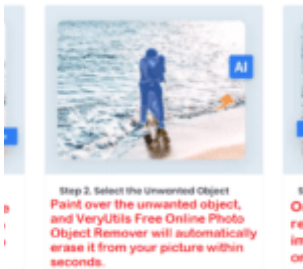 AI
Step 2. Select the Unwanted Object
Paint over the unwanted object,
and VeryUtils Free Online Photo
Object Remover will automatically
erase it from your picture within
seconds.